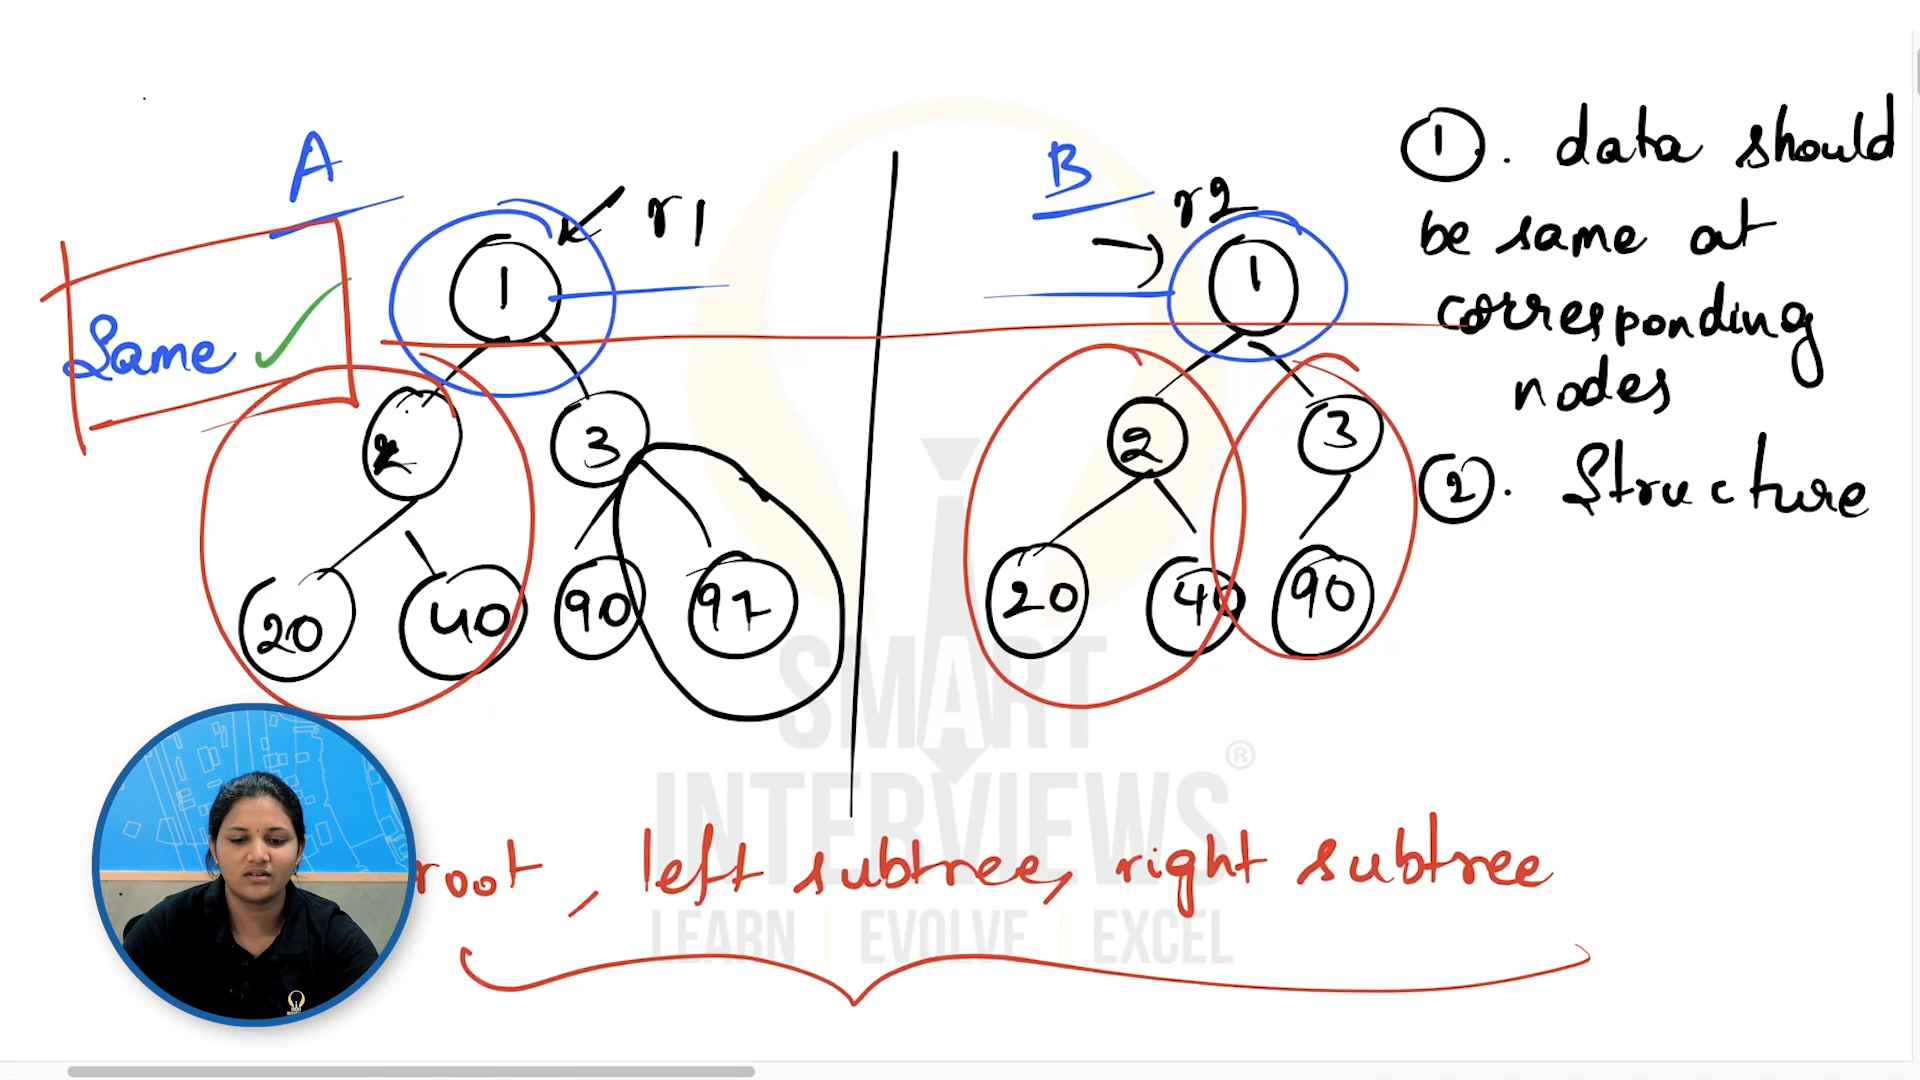 A
B
r1
r2
1
1
Same ✓
2
3
2
3
20
40
90
97
20
40
90
1. data should
be same at
corresponding
nodes
2. Structure
root, left subtree, right subtree
SMART
INTERVIEWS®
LEARN | EVOLVE | EXCEL